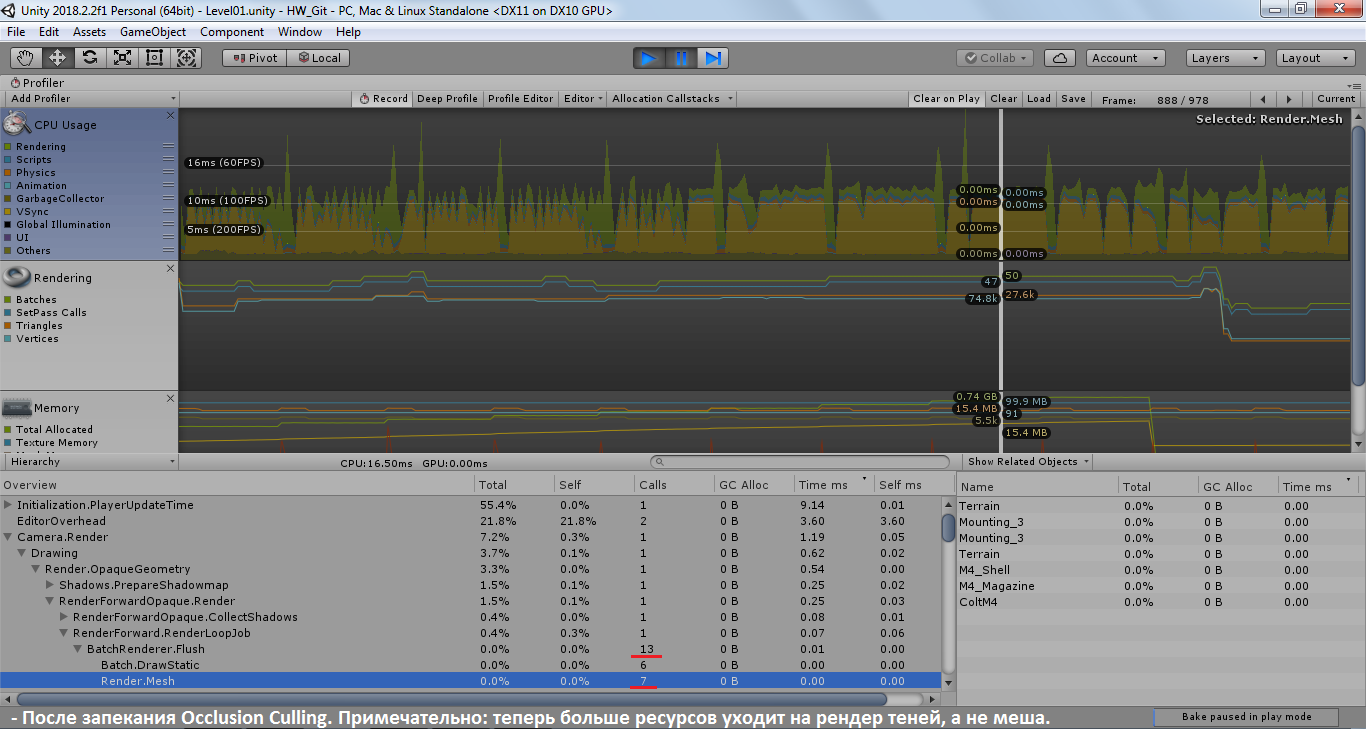 Unity 2018.2.2f1 Personal (64bit) - Level01.unity - HW_Git - PC, Mac & Linux Standalone <DX11 on DX10 GPU>
File Edit Assets GameObject Component Window Help
Pivot Local Collab Account Layers Layout
Profiler
Add Profiler Record Deep Profile Profile Editor Editor Allocation Callstacks Clear on Play Clear Load Save Frame: 888 / 978 Current
CPU Usage
Selected: Render.Mesh
Rendering
Scripts
Physics
Animation
GarbageCollector
VSync
Global Illumination
UI
Others
16ms (60FPS)
10ms (100FPS)
5ms (200FPS)
0.00ms 0.00ms
0.00ms 0.00ms
0.00ms
0.00ms 0.00ms
Rendering
Batches
SetPass Calls
Triangles
Vertices
47 50
74.8k 27.6k
Memory
Total Allocated
Texture Memory
0.74 GB 99.9 MB
15.4 MB 91
5.5k 15.4 MB
Hierarchy CPU:16.50ms GPU:0.00ms Show Related Objects
Overview Total Self Calls GC Alloc Time ms Self ms
Initialization.PlayerUpdateTime 55.4% 0.0% 1 0 B 9.14 0.01
EditorOverhead 21.8% 21.8% 2 0 B 3.60 3.60
Camera.Render 7.2% 0.3% 1 0 B 1.19 0.05
Drawing 3.7% 0.1% 1 0 B 0.62 0.02
Render.OpaqueGeometry 3.3% 0.0% 1 0 B 0.54 0.00
Shadows.PrepareShadowmap 1.5% 0.1% 1 0 B 0.25 0.02
RenderForwardOpaque.Render 1.5% 0.1% 1 0 B 0.25 0.03
RenderForwardOpaque.CollectShadows 0.4% 0.0% 1 0 B 0.08 0.01
RenderForward.RenderLoopJob 0.4% 0.3% 1 0 B 0.07 0.06
BatchRenderer.Flush 0.0% 0.0% 13 0 B 0.01 0.00
Batch.DrawStatic 0.0% 0.0% 6 0 B 0.00 0.00
Render.Mesh 0.0% 0.0% 7 0 B 0.00 0.00
Name Total GC Alloc Time ms
Terrain 0.0% 0 B 0.00
Mounting_3 0.0% 0 B 0.00
Mounting_3 0.0% 0 B 0.00
Terrain 0.0% 0 B 0.00
M4_Shell 0.0% 0 B 0.00
M4_Magazine 0.0% 0 B 0.00
ColtM4 0.0% 0 B 0.00
- После запекания Occlusion Culling. Примечательно: теперь больше ресурсов уходит на рендер теней, а не меша.
Bake paused in play mode